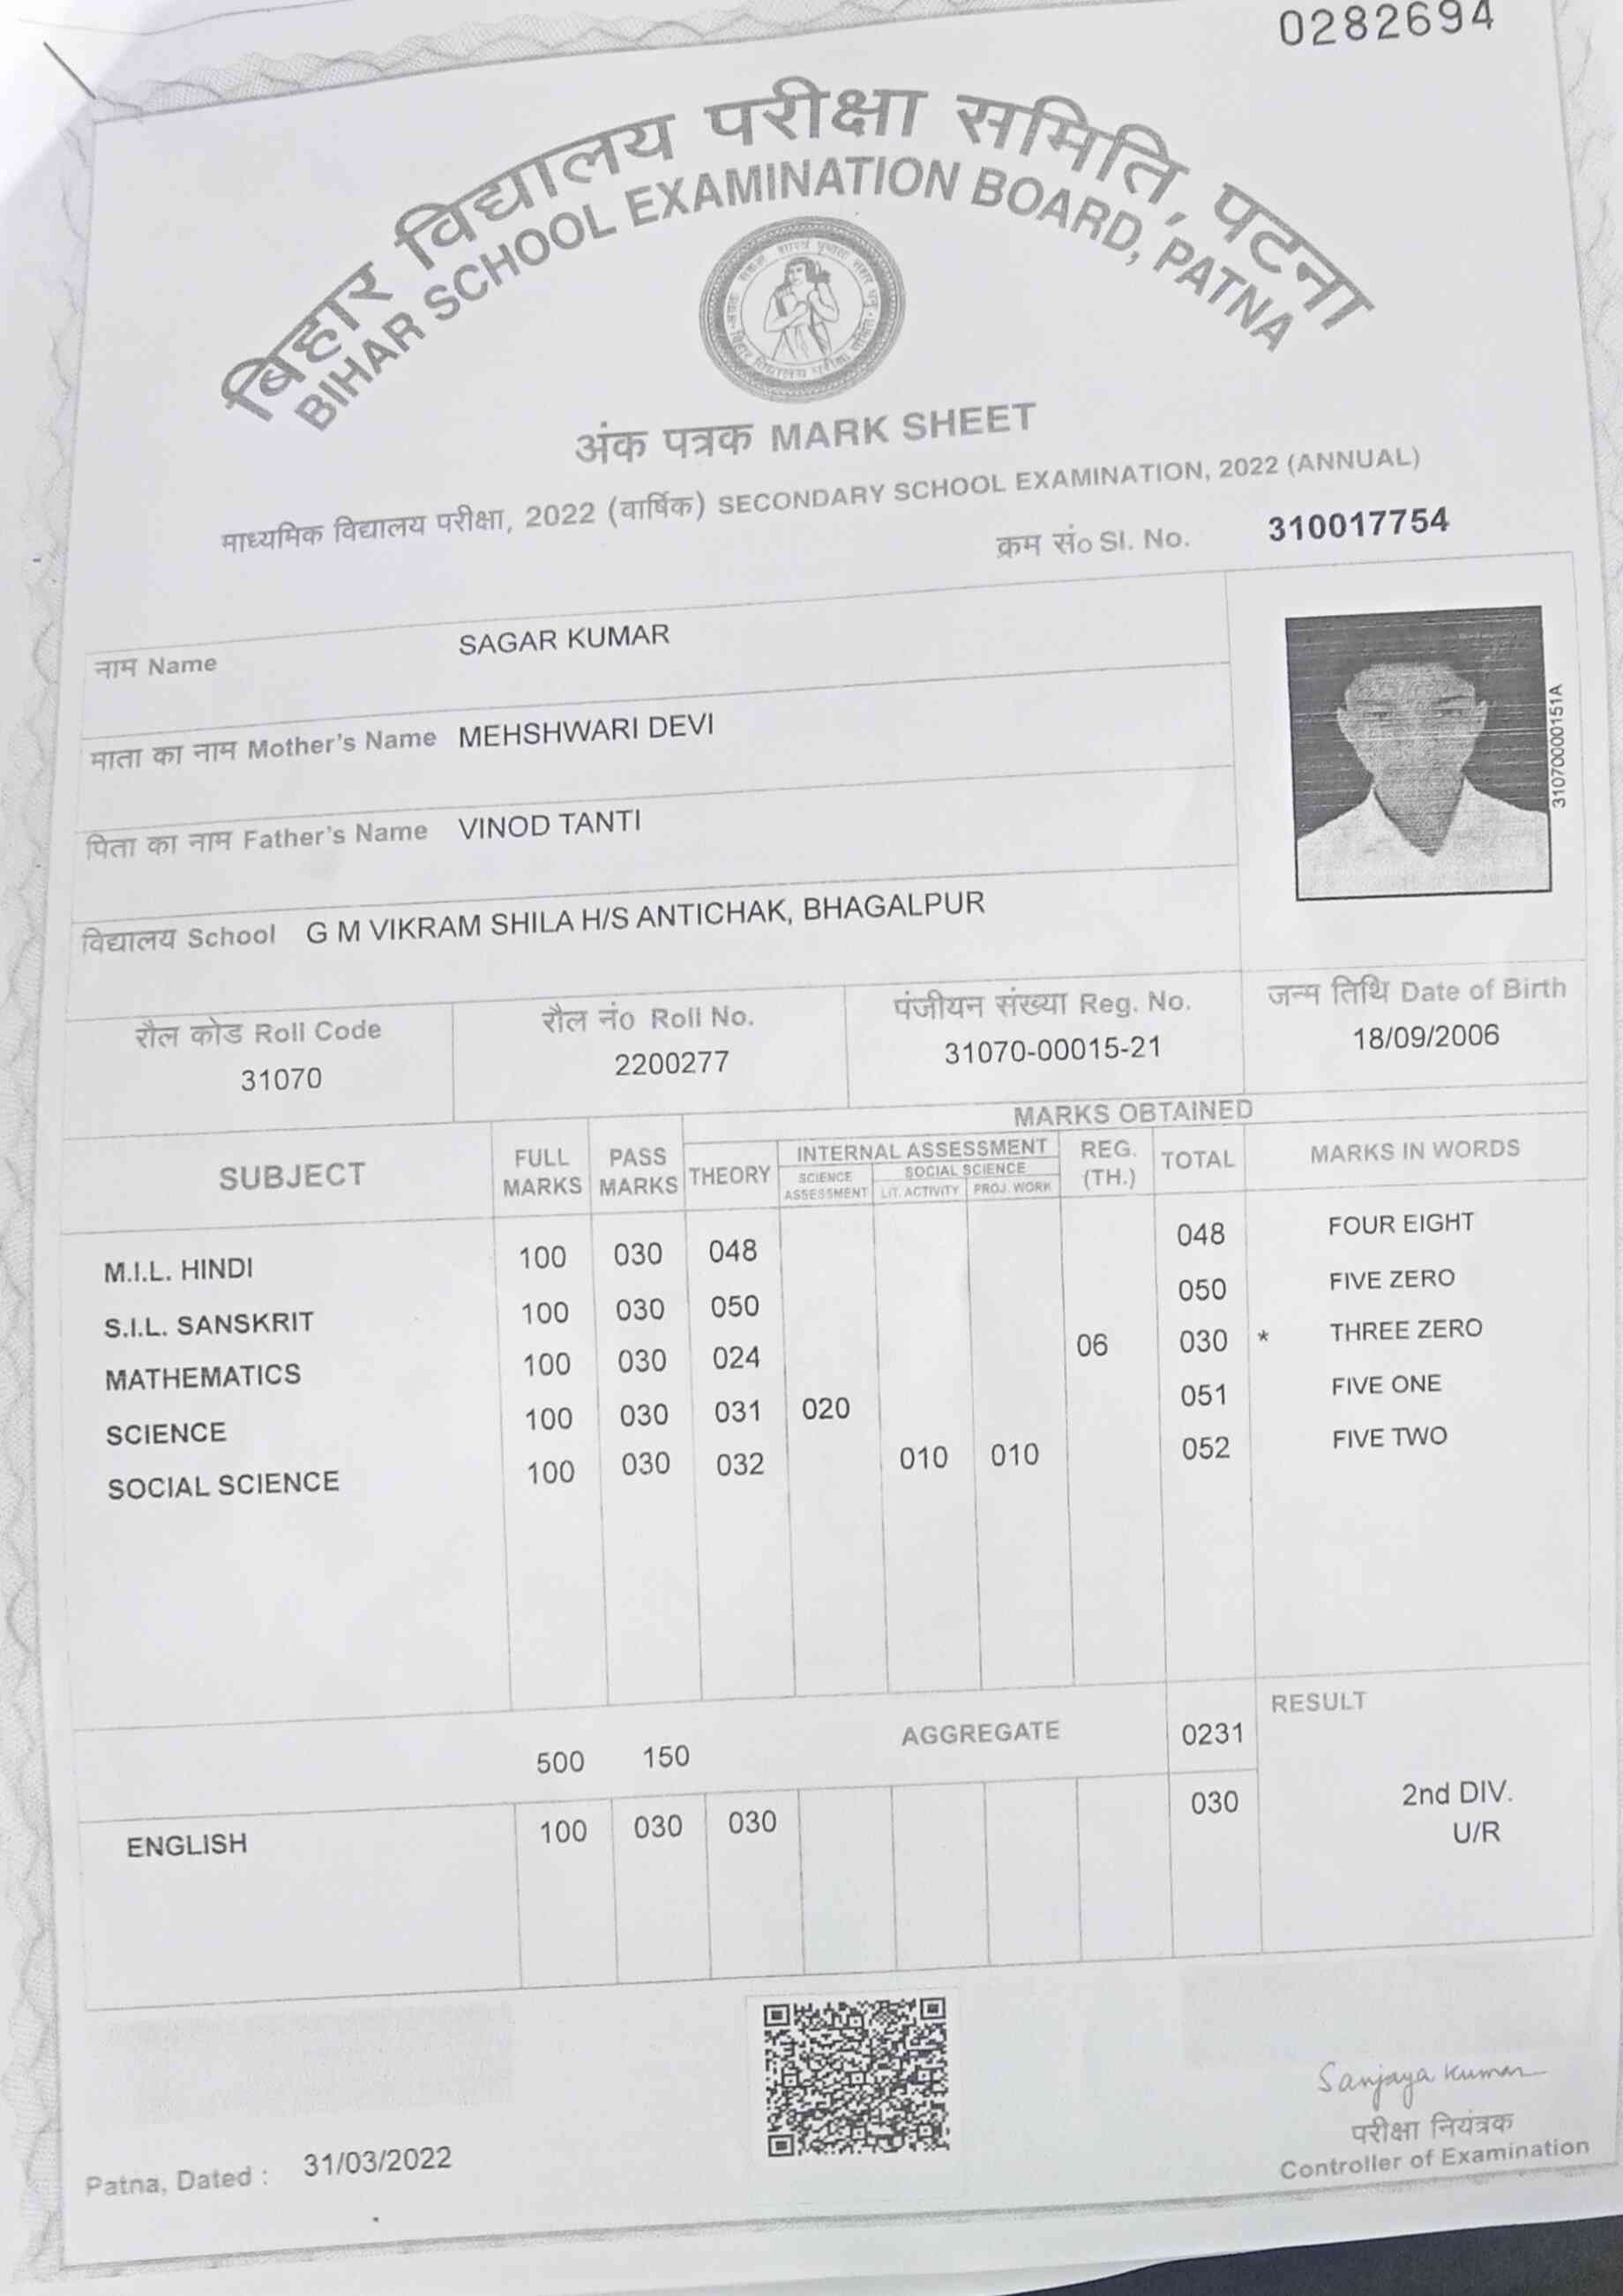 0282694
बिहार विद्यालय परीक्षा समिति, पटना
BIHAR SCHOOL EXAMINATION BOARD, PATNA
अंक पत्रक MARK SHEET
माध्यमिक विद्यालय परीक्षा, 2022 (वार्षिक) SECONDARY SCHOOL EXAMINATION, 2022 (ANNUAL)
क्रम सं० Sl. No. 310017754
नाम Name SAGAR KUMAR
माता का नाम Mother's Name MEHSHWARI DEVI
पिता का नाम Father's Name VINOD TANTI
विद्यालय School G M VIKRAM SHILA H/S ANTICHAK, BHAGALPUR
31070000151A
रौल कोड Roll Code रौल नं० Roll No. पंजीयन संख्या Reg. No. जन्म तिथि Date of Birth
31070 2200277 31070-00015-21 18/09/2006
MARKS OBTAINED
SUBJECT FULL MARKS PASS MARKS THEORY INTERNAL ASSESSMENT SCIENCE ASSESSMENT SOCIAL SCIENCE LIT. ACTIVITY PROJ. WORK REG. (TH.) TOTAL MARKS IN WORDS
M.I.L. HINDI 100 030 048 048 FOUR EIGHT
S.I.L. SANSKRIT 100 030 050 050 FIVE ZERO
MATHEMATICS 100 030 024 06 030 * THREE ZERO
SCIENCE 100 030 031 020 051 FIVE ONE
SOCIAL SCIENCE 100 030 032 010 010 052 FIVE TWO
500 150 AGGREGATE 0231 RESULT
ENGLISH 100 030 030 030 2nd DIV.
U/R
Sanjaya Kumar
परीक्षा नियंत्रक
Controller of Examination
Patna, Dated : 31/03/2022